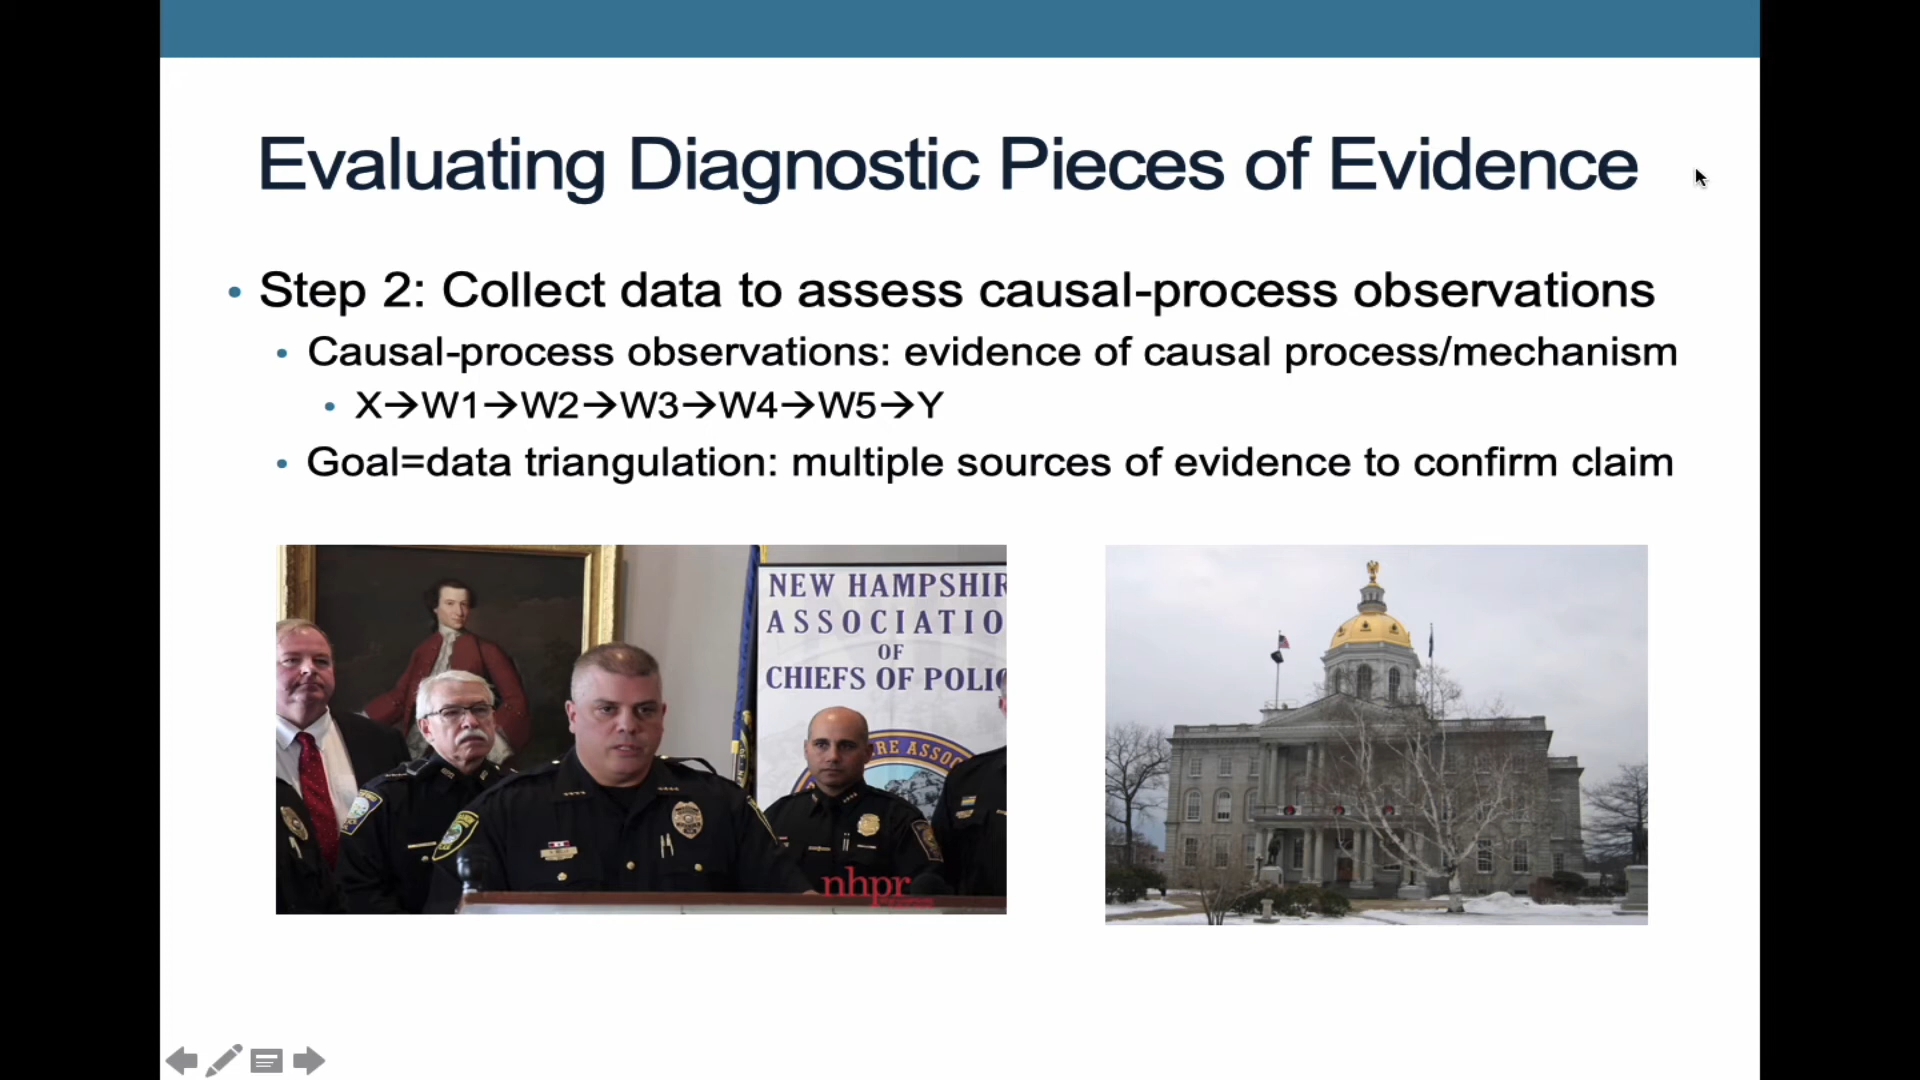 Evaluating Diagnostic Pieces of Evidence
• Step 2: Collect data to assess causal-process observations
• Causal-process observations: evidence of causal process/mechanism
• X→W1→W2→W3→W4→W5→Y
• Goal=data triangulation: multiple sources of evidence to confirm claim
NEW HAMPSHIR
ASSOCIATIO
OF
CHIEFS OF POLIC
RE ASSOC
nhpr